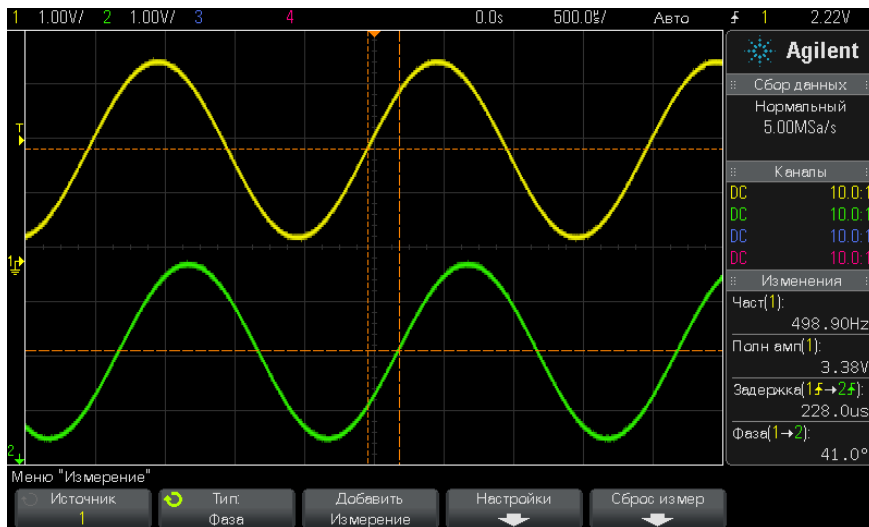 1 1.00V/ 2 1.00V/ 3 4 0.0s 500.0㎲/ Авто 1 2.22V
Agilent
Сбор данных
Нормальный
5.00MSa/s
Каналы
DC 10.0:1
DC 10.0:1
DC 10.0:1
DC 10.0:1
Изменения
Част(1):
498.90Hz
Полн амп(1):
3.38V
Задержка(1→2):
228.0us
Фаза(1→2):
41.0°
T
1
2
Меню "Измерение"
Источник
1
Тип:
Фаза
Добавить
Измерение
Настройки
Сброс измер